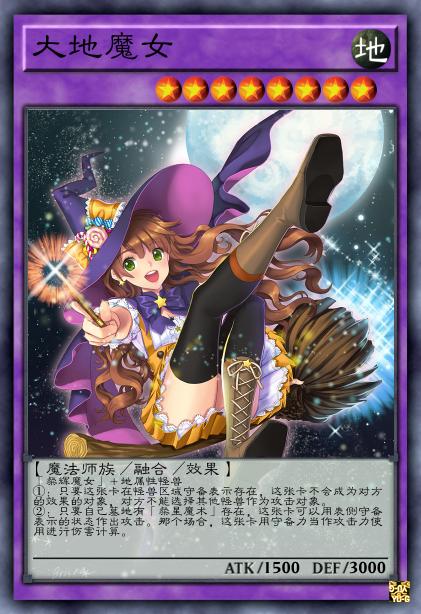 大地魔女
地
【魔法师族／融合／效果】
「黎辉魔女」＋地属性怪兽
①：只要这张卡在怪兽区域守备表示存在，这张卡不会成为对方
的效果的对象，对方不能选择其他怪兽作为攻击对象。
②：只要自己墓地有「黎星魔术」存在，这张卡可以用表侧守备
表示的状态作出攻击。那个场合，这张卡用守备力当作攻击力使
用进行伤害计算。
ATK/1500 DEF/3000